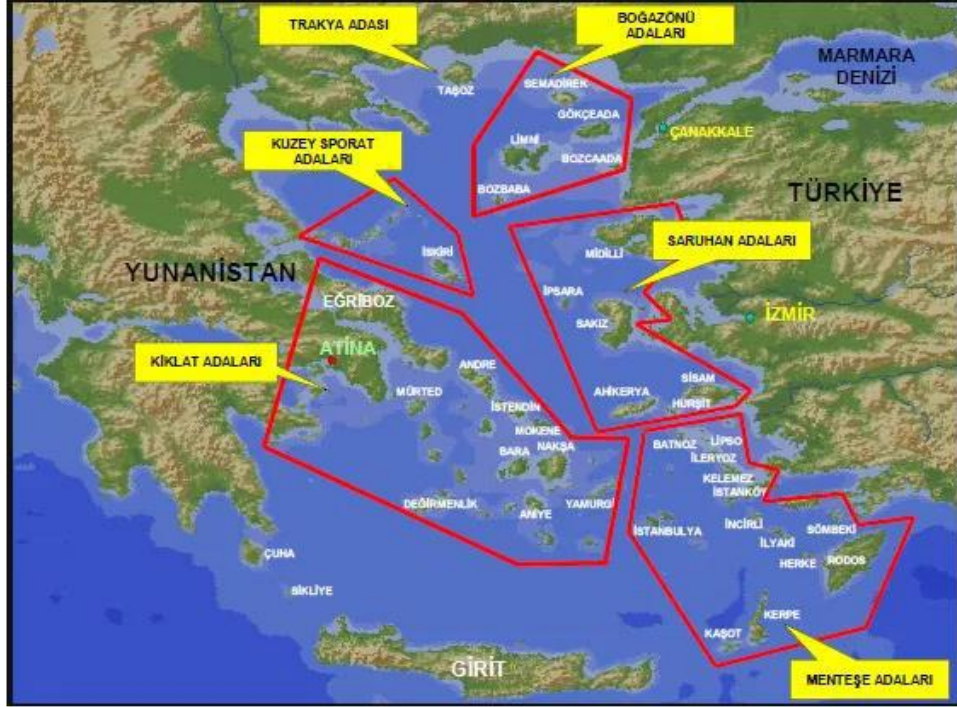 TRAKYA ADASI
BOĞAZÖNÜ
ADALARI
MARMARA
DENİZİ
SEMADİREK
TAŞOZ
GÖKÇEADA
ÇANAKKALE
KUZEY SPORAT
ADALARI
LİMNİ
BOZCAADA
BOZBABA
TÜRKİYE
SARUHAN ADALARI
MİDİLLİ
İSKİRİ
YUNANİSTAN
İPSARA
EĞRİBOZ
İZMİR
SAKIZ
ATİNA
KİKLAT ADALARI
ANDRE
SİSAM
MÜRTED
AHİKERYA
HURŞİT
İSTENDİN
MOKENE
BARA
NAKŞA
BATNOZ
LİPSO
İLERYOZ
KELEMEZ
İSTANKÖY
DEĞİRMENLİK
ANİYE
YAMURGİ
İSTANBULYA
İNCİRLİ
SÖMBEKİ
İLYAKİ
ÇUHA
HERKE
RODOS
SİKLİYE
KERPE
KAŞOT
GİRİT
MENTEŞE ADALARI